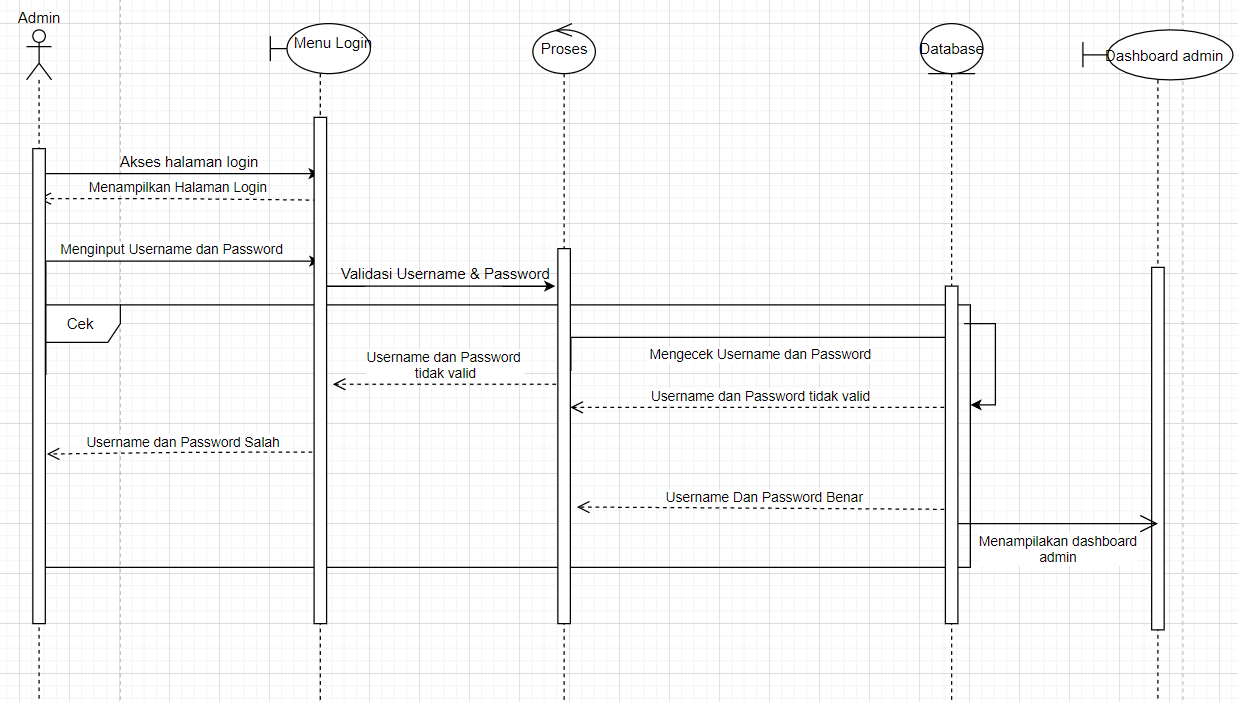 Admin
Menu Login
Proses
Database
Dashboard admin
Akses halaman login
Menampilkan Halaman Login
Menginput Username dan Password
Validasi Username & Password
Cek
Mengecek Username dan Password
Username dan Password
tidak valid
Username dan Password tidak valid
Username dan Password Salah
Username Dan Password Benar
Menampilakan dashboard
admin